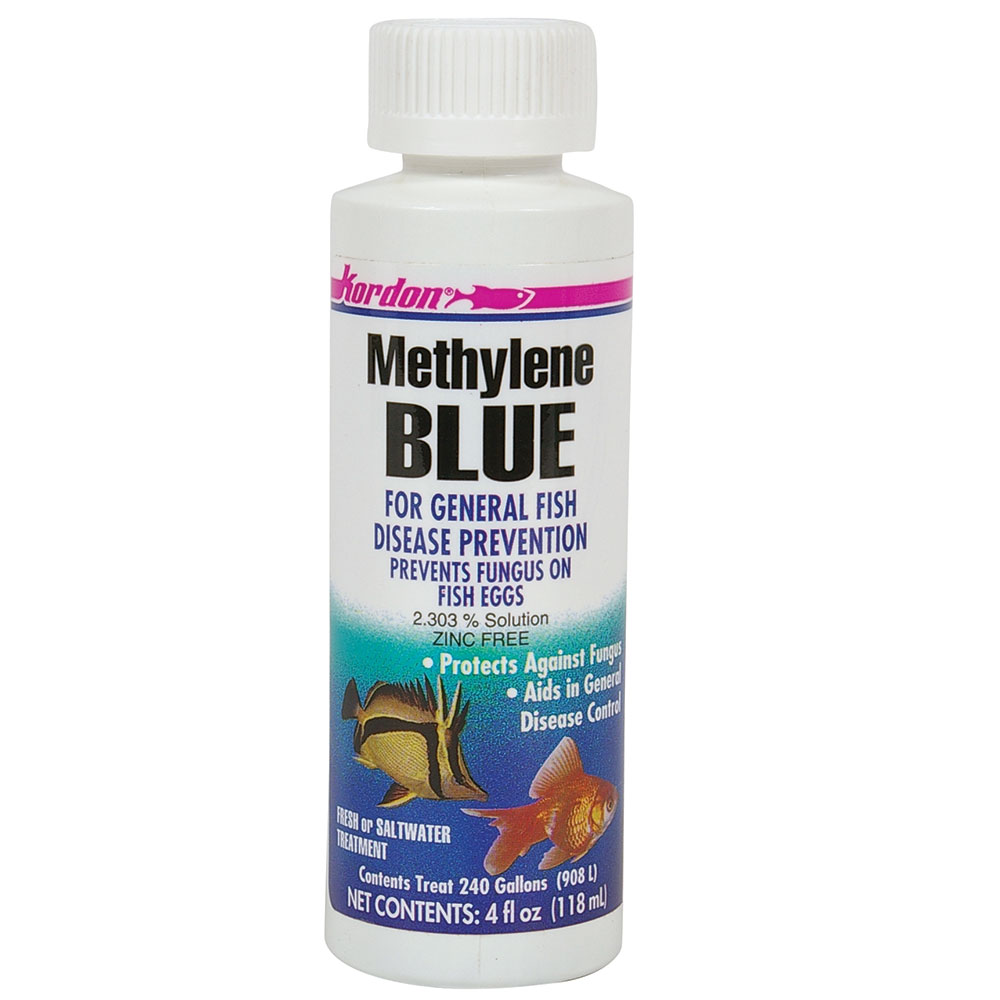 Kordon®
Methylene
BLUE
FOR GENERAL FISH
DISEASE PREVENTION
PREVENTS FUNGUS ON
FISH EGGS
2.303 % Solution
ZINC FREE
• Protects Against Fungus
• Aids in General
Disease Control
FRESH or SALTWATER
TREATMENT
Contents Treat 240 Gallons (908 L)
NET CONTENTS: 4 fl oz (118 mL)